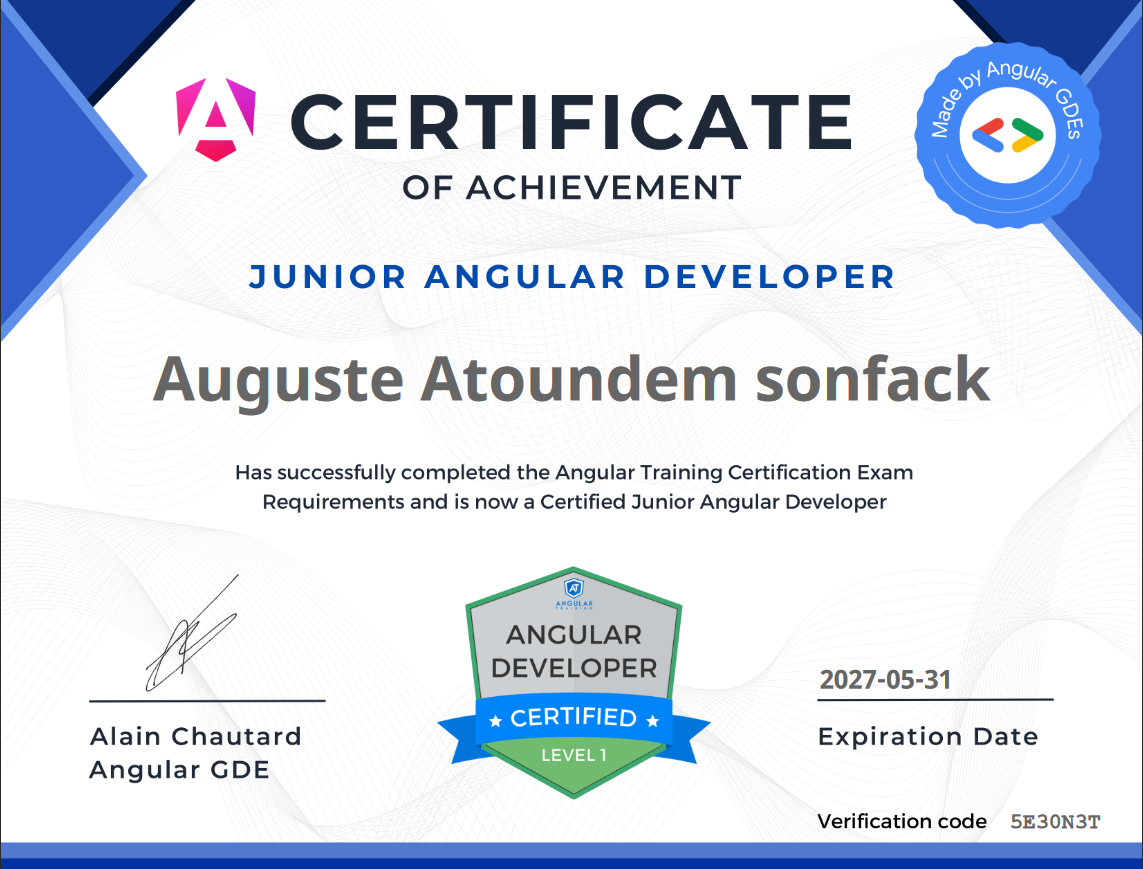 CERTIFICATE
OF ACHIEVEMENT
Made by Angular GDEs
JUNIOR ANGULAR DEVELOPER
Auguste Atoundem sonfack
Has successfully completed the Angular Training Certification Exam
Requirements and is now a Certified Junior Angular Developer
AT
ANGULAR
TRAINING
ANGULAR
DEVELOPER
CERTIFIED
LEVEL 1
Alain Chautard
Angular GDE
2027-05-31
Expiration Date
Verification code 5E30N3T